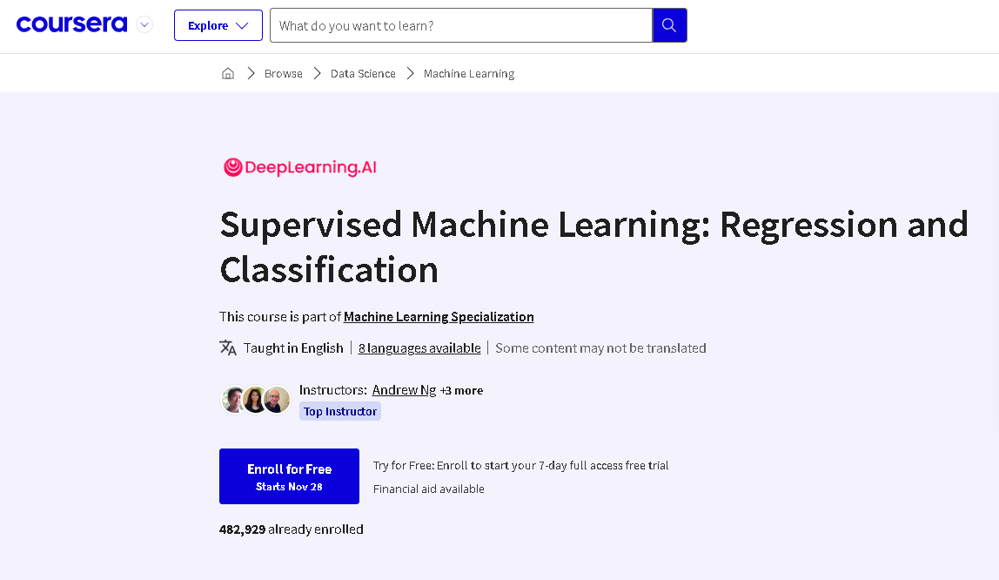 coursera
Explore
What do you want to learn?
Browse
Data Science
Machine Learning
DeepLearning.AI
Supervised Machine Learning: Regression and
Classification
This course is part of Machine Learning Specialization
Taught in English | 8 languages available | Some content may not be translated
Instructors: Andrew Ng +3 more
Top Instructor
Enroll for Free
Starts Nov 28
Try for Free: Enroll to start your 7-day full access free trial
Financial aid available
482,929 already enrolled